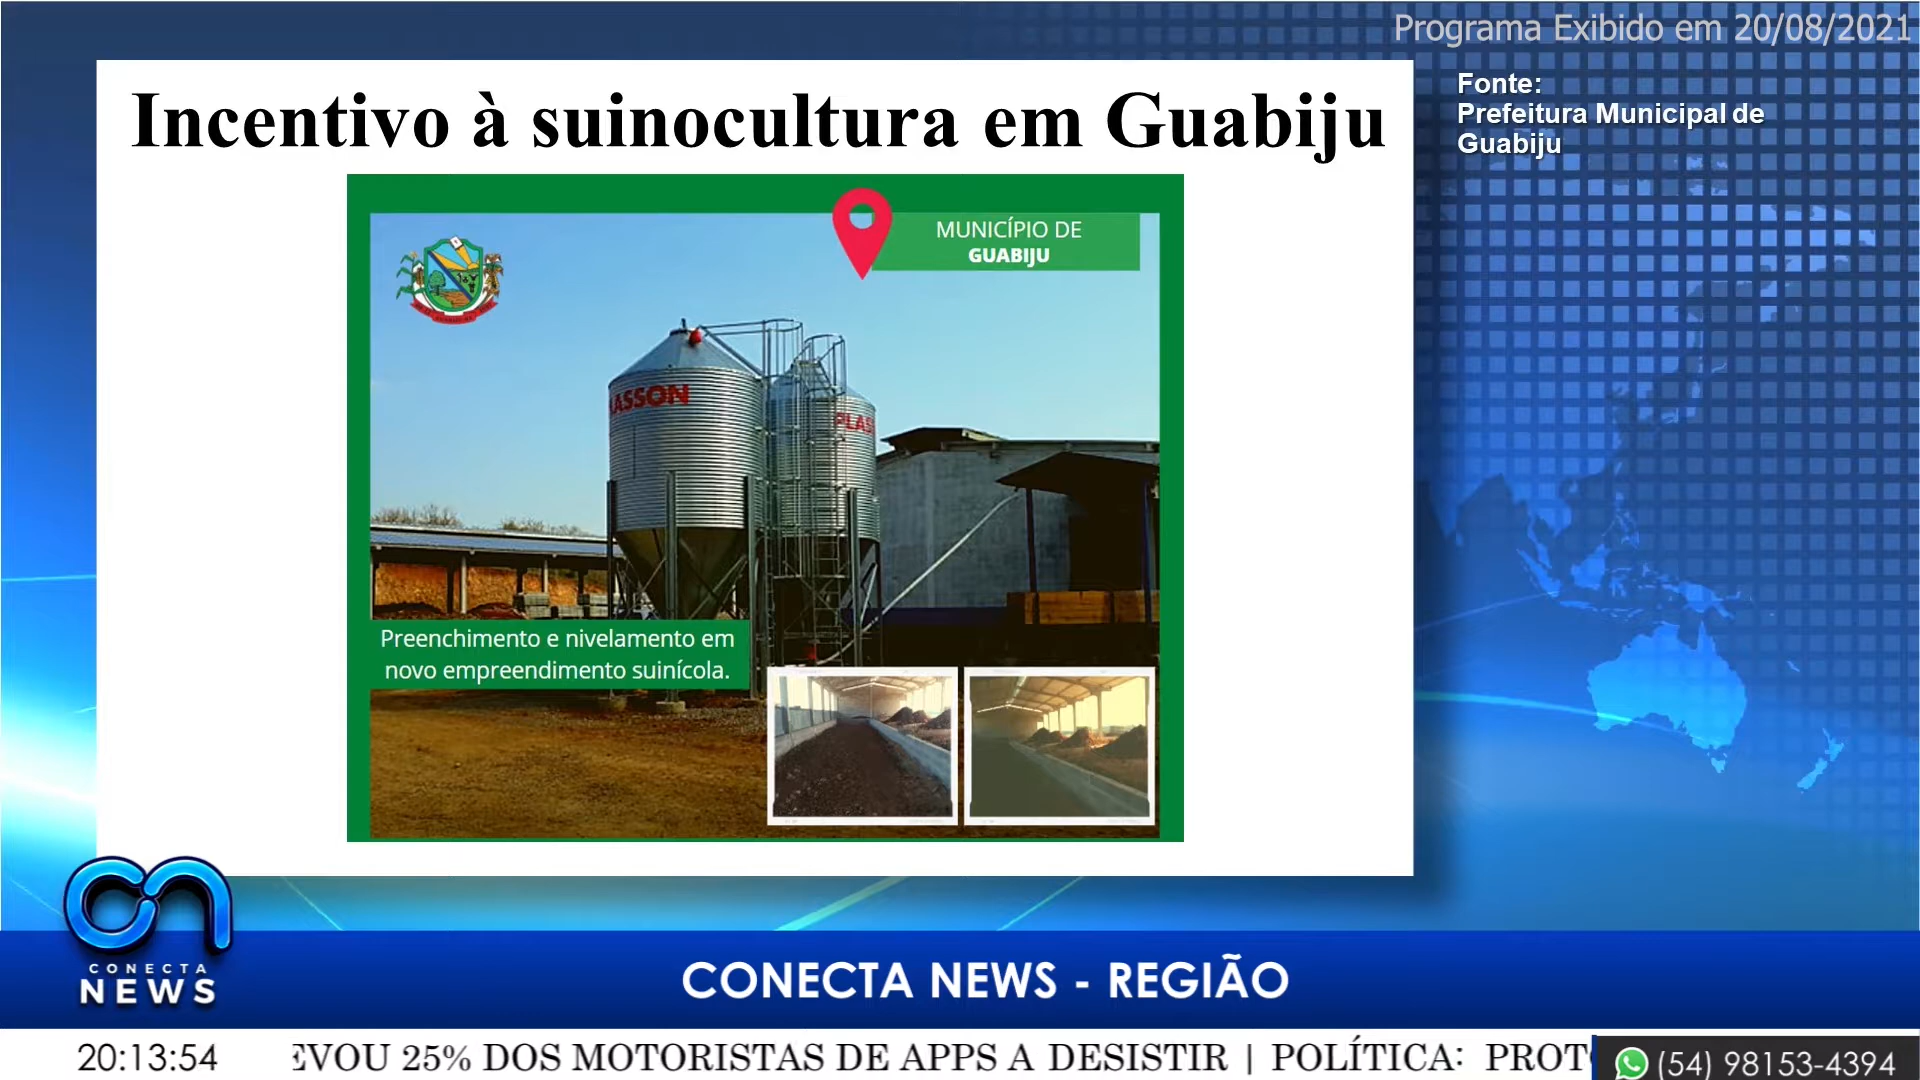 Programa Exibido em 20/08/2021
Incentivo à suinocultura em Guabiju
Fonte:
Prefeitura Municipal de
Guabiju
MUNICÍPIO DE
GUABIJU
LASSON
PLAS
Preenchimento e nivelamento em
novo empreendimento suinícola.
CONECTA
NEWS
CONECTA NEWS - REGIÃO
20:13:54
EVOU 25% DOS MOTORISTAS DE APPS A DESISTIR | POLÍTICA: PROTO
(54) 98153-4394